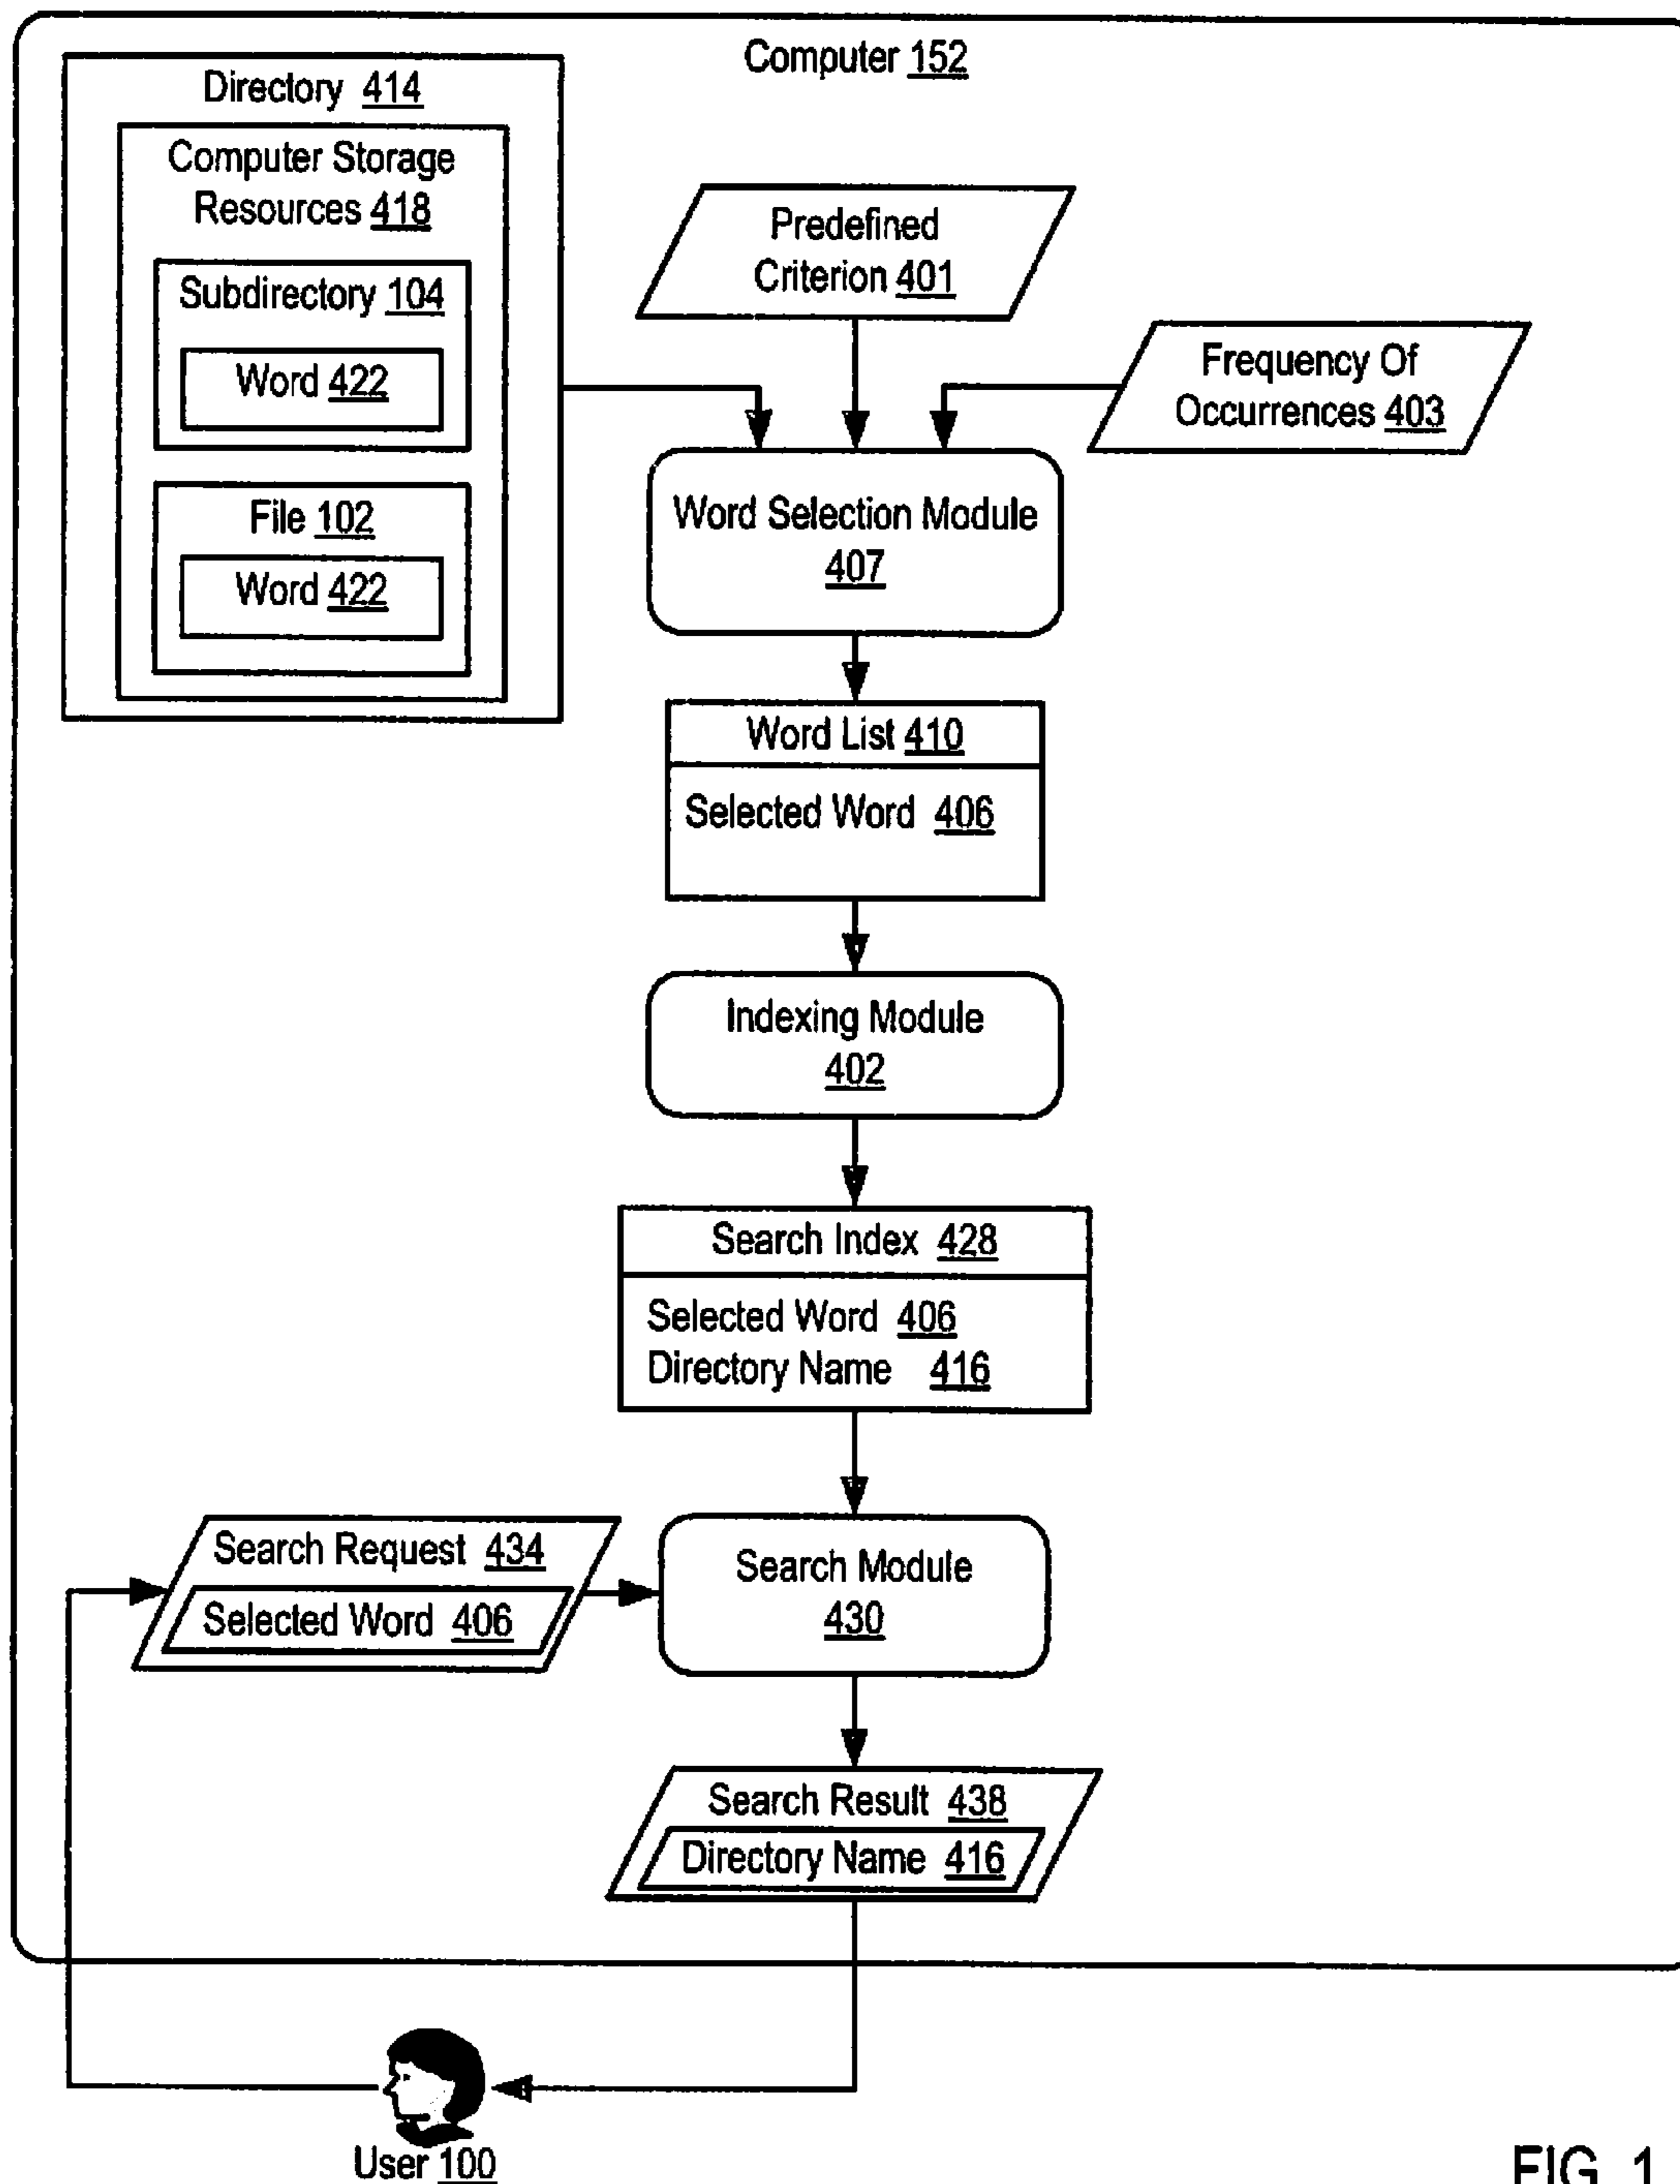 Computer 152
Directory 414
Computer Storage
Resources 418
Subdirectory 104
Word 422
File 102
Word 422
Predefined
Criterion 401
Frequency Of
Occurrences 403
Word Selection Module
407
Word List 410
Selected Word 406
Indexing Module
402
Search Index 428
Selected Word 406
Directory Name 416
Search Request 434
Selected Word 406
Search Module
430
Search Result 438
Directory Name 416
User 100
FIG. 1